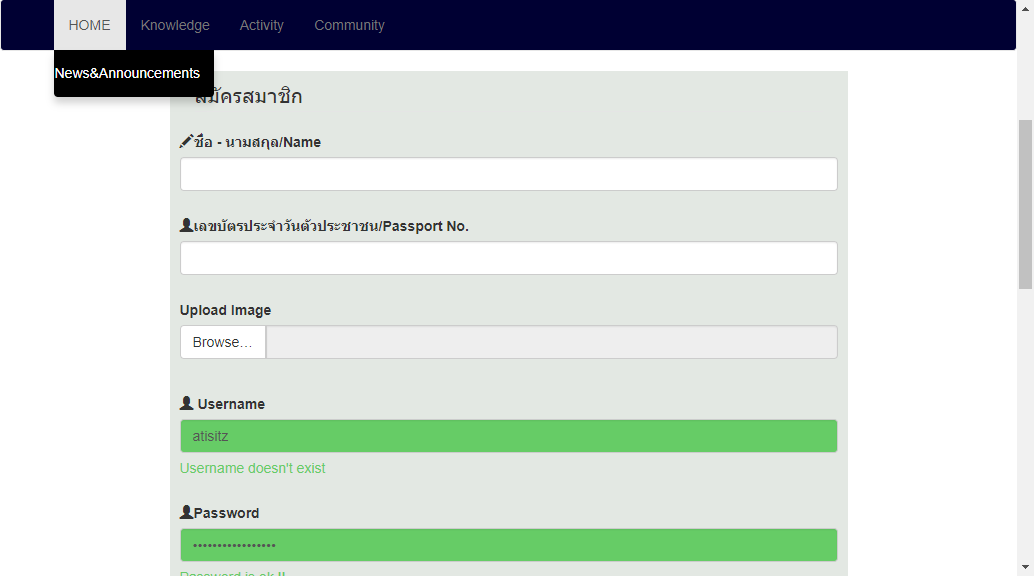 HOME Knowledge Activity Community
News&Announcements
สมัครสมาชิก
ชื่อ - นามสกุล/Name
เลขบัตรประจำวันตัวประชาชน/Passport No.
Upload Image
Browse...
Username
atisitz
Username doesn't exist
Password
•••••••••••••••••
Password is ok !!